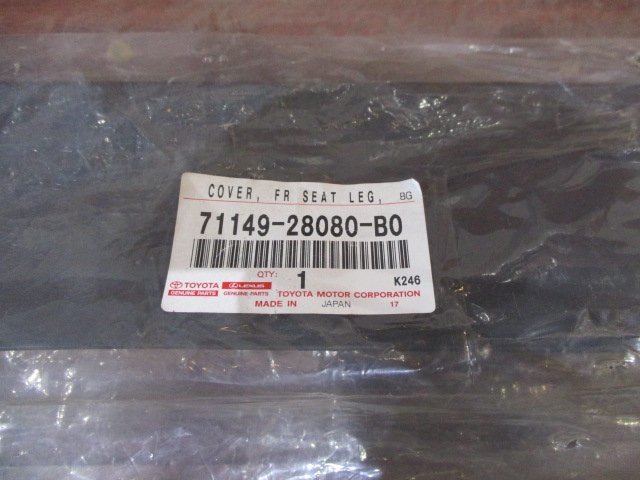 COVER, FR SEAT LEG, BG
71149-28080-B0
QTY: 1 K246
TOYOTA LEXUS
GENUINE PARTS GENUINE PARTS TOYOTA MOTOR CORPORATION
MADE IN JAPAN 17